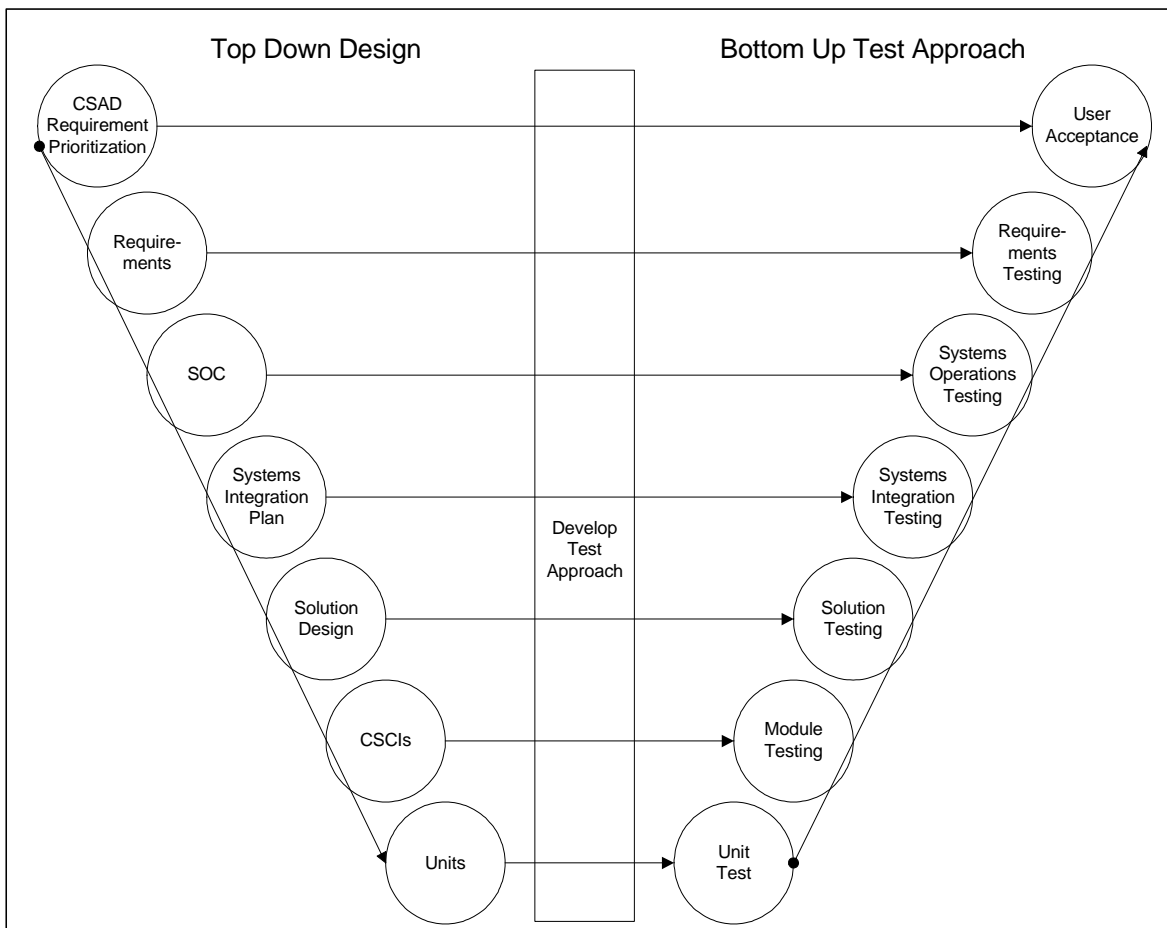 Top Down Design
Bottom Up Test Approach
CSAD
Requirement
Prioritization
User
Acceptance
Require-
ments
Require-
ments
Testing
SOC
Systems
Operations
Testing
Systems
Integration
Plan
Systems
Integration
Testing
Develop
Test
Approach
Solution
Design
Solution
Testing
CSCIs
Module
Testing
Units
Unit
Test